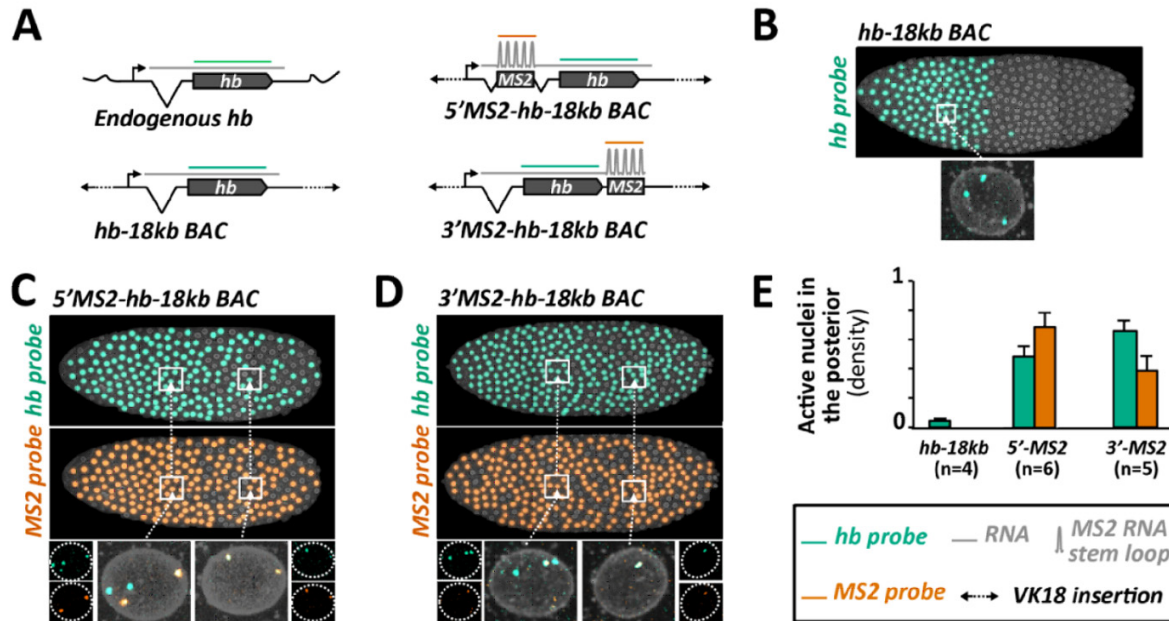 A
hb
Endogenous hb
hb
hb-18kb BAC
MS2
hb
5'MS2-hb-18kb BAC
hb
MS2
3'MS2-hb-18kb BAC
B
hb-18kb BAC
hb probe
C
5'MS2-hb-18kb BAC
hb probe
MS2 probe
D
3'MS2-hb-18kb BAC
hb probe
MS2 probe
E
Active nuclei in
the posterior
(density)
1
0
hb-18kb
(n=4)
5'-MS2
(n=6)
3'-MS2
(n=5)
hb probe
RNA
MS2 RNA
stem loop
MS2 probe
VK18 insertion